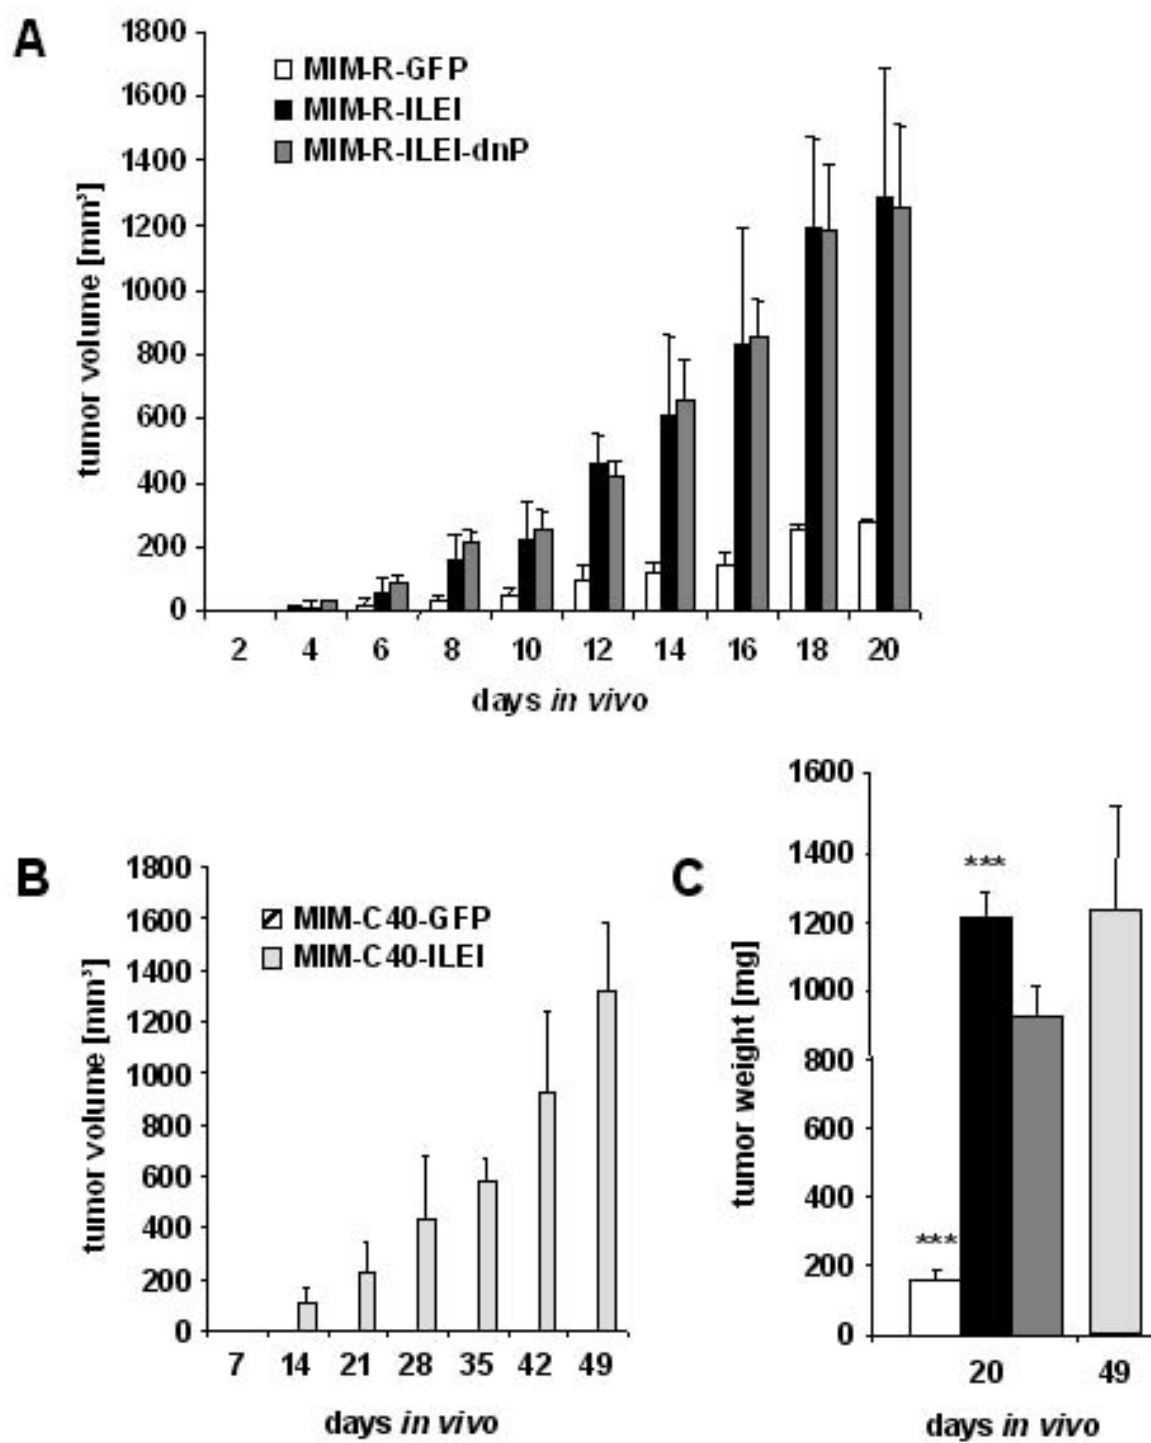 A
1800
1600
1400
1200
1000
800
600
400
200
0
tumor volume [mm³]
MIM-R-GFP
MIM-R-ILEI
MIM-R-ILEI-dnP
2 4 6 8 10 12 14 16 18 20
days in vivo
B
1800
1600
1400
1200
1000
800
600
400
200
0
tumor volume [mm³]
MIM-C40-GFP
MIM-C40-ILEI
7 14 21 28 35 42 49
days in vivo
C
1600
1400
1200
1000
800
600
400
200
0
tumor weight [mg]
***
***
20 49
days in vivo